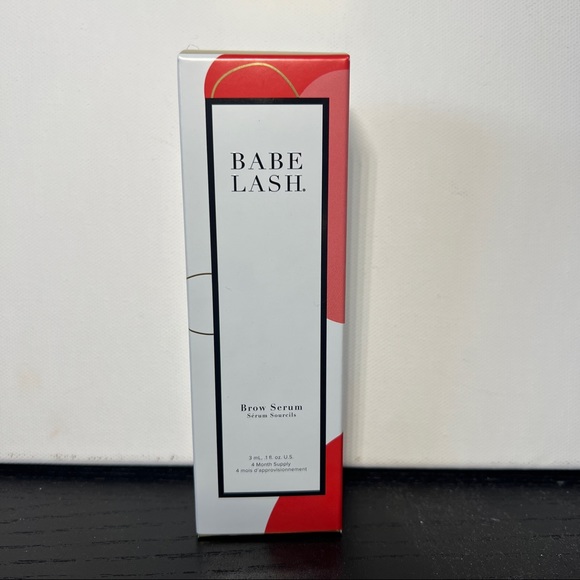 BABE
LASH®
Brow Serum
Sérum Sourcils
3 mL, .1 fl. oz. U.S.
4 Month Supply
4 mois d'approvisionnement